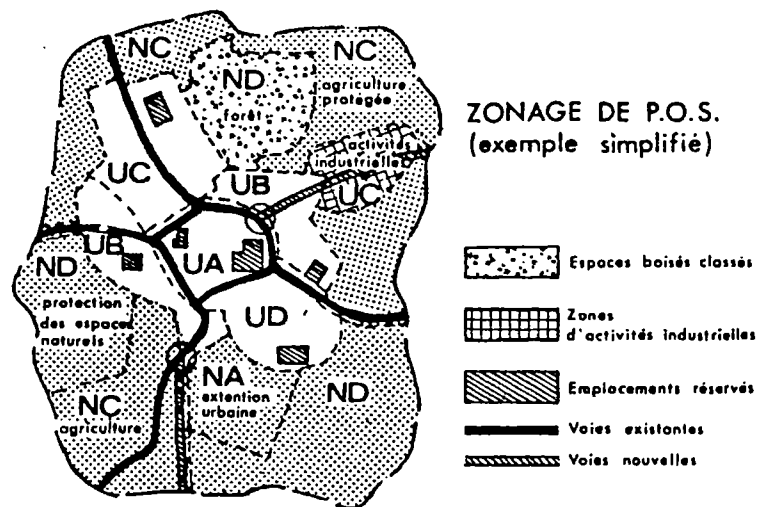 NC
NC
ND
forêt
agriculture
protegée
activités
industrielles
UC
UB
UC
UB
UA
ND
protection
des espaces
naturels
UD
NA
extention
urbaine
ND
NC
agriculture
ZONAGE DE P.O.S.
(exemple simplifié)
Espaces boisés classés
Zones
d'activités industrielles
Emplacements réservés
Voies existantes
Voies nouvelles